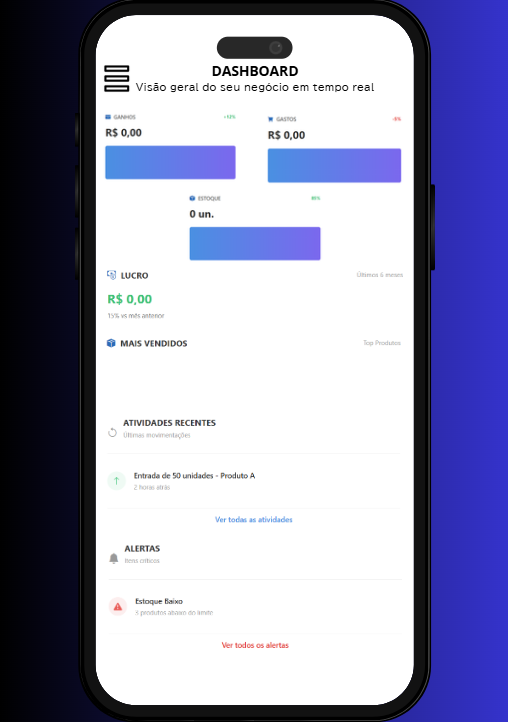 DASHBOARD
Visão geral do seu negócio em tempo real
GANHOS +12%
R$ 0,00
GASTOS -5%
R$ 0,00
ESTOQUE 85%
0 un.
LUCRO Últimos 6 meses
R$ 0,00
15% vs mês anterior
MAIS VENDIDOS Top Produtos
ATIVIDADES RECENTES
Últimas movimentações
Entrada de 50 unidades - Produto A
2 horas atrás
Ver todas as atividades
ALERTAS
Itens críticos
Estoque Baixo
3 produtos abaixo do limite
Ver todos os alertas